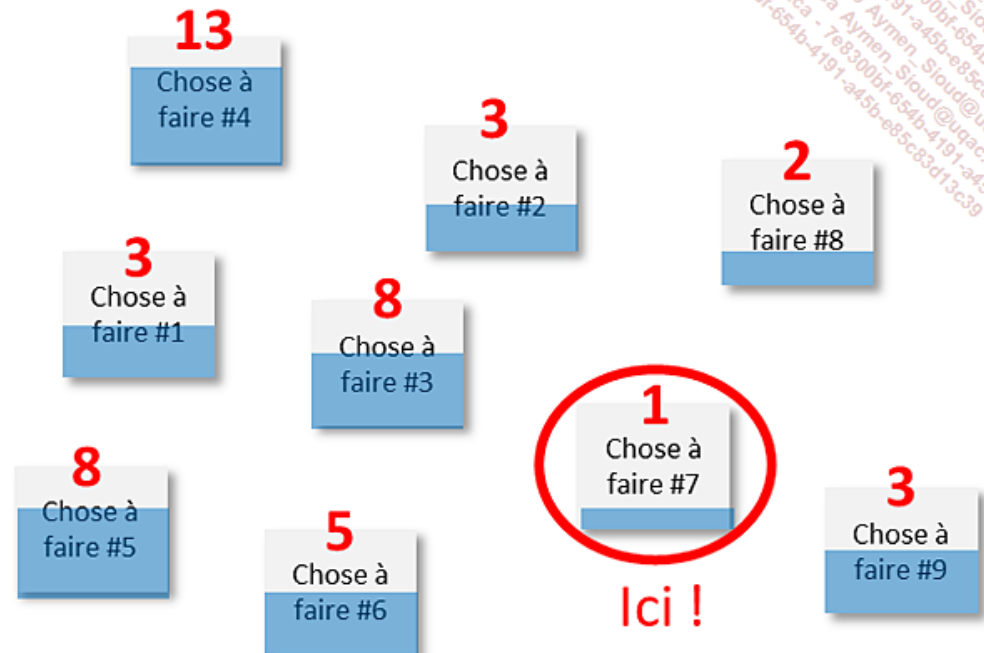 13
Chose à
faire #4
3
Chose à
faire #2
2
Chose à
faire #8
3
Chose à
faire #1
8
Chose à
faire #3
1
Chose à
faire #7
Ici !
8
Chose à
faire #5
5
Chose à
faire #6
3
Chose à
faire #9